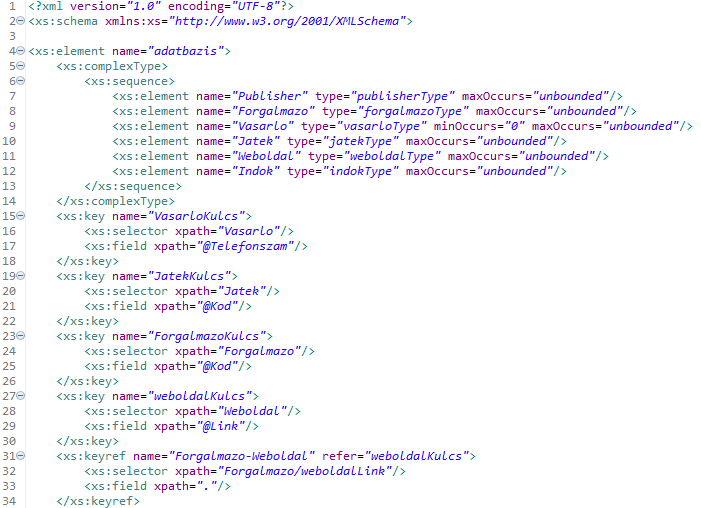 1 <?xml version="1.0" encoding="UTF-8"?>
2 <xs:schema xmlns:xs="http://www.w3.org/2001/XMLSchema">
3
4 <xs:element name="adatbazis">
5 <xs:complexType>
6 <xs:sequence>
7 <xs:element name="Publisher" type="publisherType" maxOccurs="unbounded"/>
8 <xs:element name="Forgalmazo" type="forgalmazoType" maxOccurs="unbounded"/>
9 <xs:element name="Vasarlo" type="vasarloType" minOccurs="0" maxOccurs="unbounded"/>
10 <xs:element name="Jatek" type="jatekType" maxOccurs="unbounded"/>
11 <xs:element name="Weboldal" type="weboldalType" maxOccurs="unbounded"/>
12 <xs:element name="Indok" type="indokType" maxOccurs="unbounded"/>
13 </xs:sequence>
14 </xs:complexType>
15 <xs:key name="VasarloKulcs">
16 <xs:selector xpath="Vasarlo"/>
17 <xs:field xpath="@Telefonszam"/>
18 </xs:key>
19 <xs:key name="JatekKulcs">
20 <xs:selector xpath="Jatek"/>
21 <xs:field xpath="@Kod"/>
22 </xs:key>
23 <xs:key name="ForgalmazoKulcs">
24 <xs:selector xpath="Forgalmazo"/>
25 <xs:field xpath="@Kod"/>
26 </xs:key>
27 <xs:key name="weboldalKulcs">
28 <xs:selector xpath="Weboldal"/>
29 <xs:field xpath="@Link"/>
30 </xs:key>
31 <xs:keyref name="Forgalmazo-Weboldal" refer="weboldalKulcs">
32 <xs:selector xpath="Forgalmazo/weboldalLink"/>
33 <xs:field xpath="."/>
34 </xs:keyref>